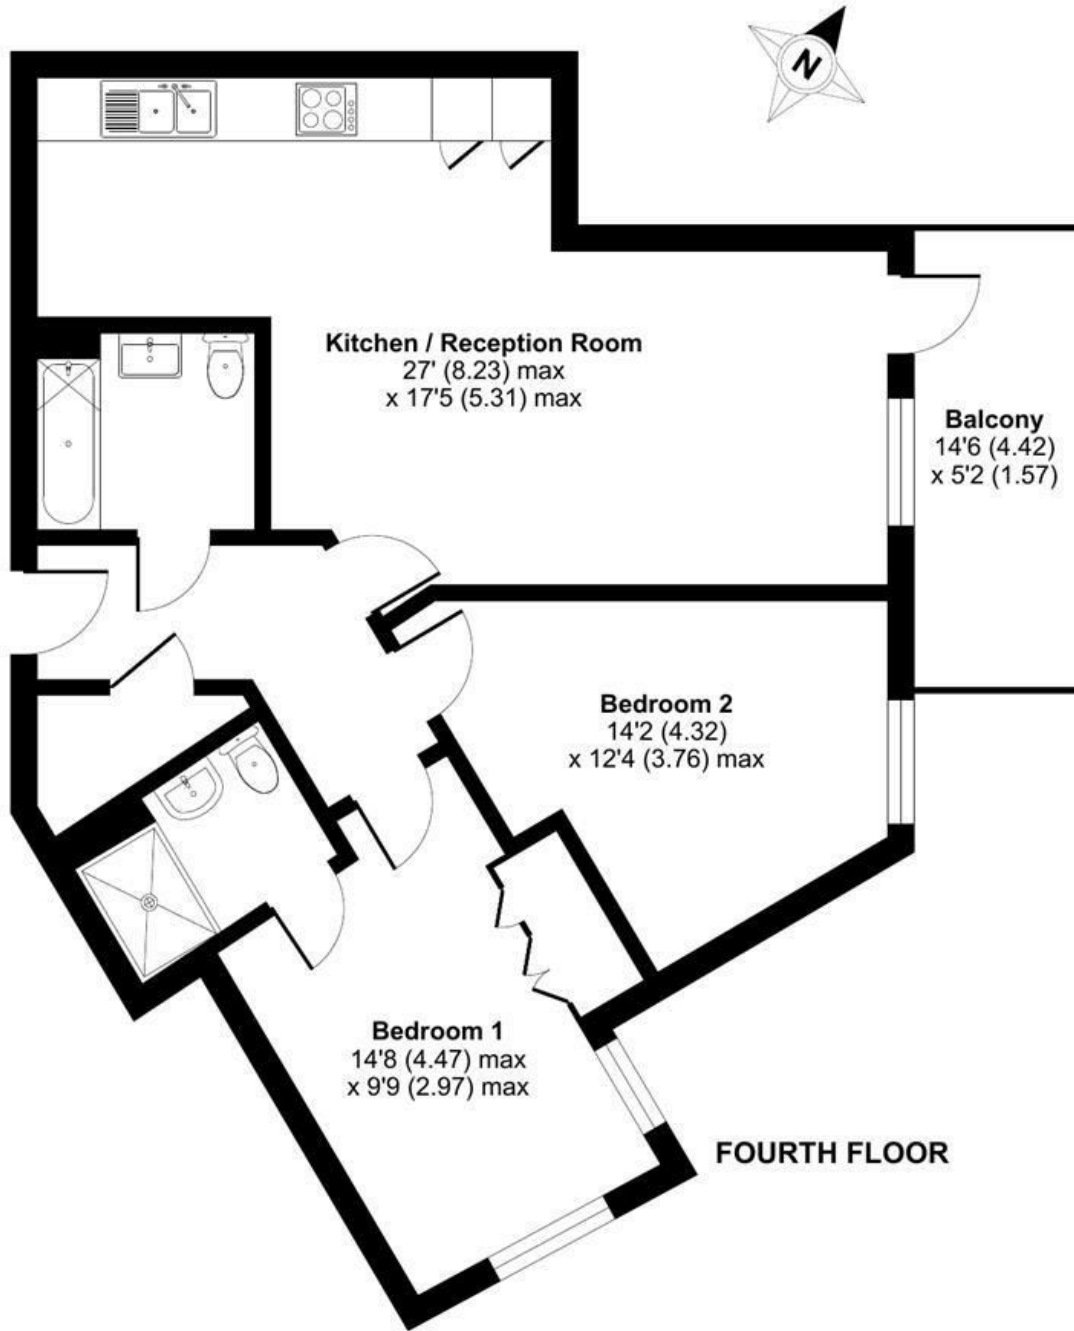 N
Kitchen / Reception Room
27' (8.23) max
x 17'5 (5.31) max
Balcony
14'6 (4.42)
x 5'2 (1.57)
Bedroom 2
14'2 (4.32)
x 12'4 (3.76) max
Bedroom 1
14'8 (4.47) max
x 9'9 (2.97) max
FOURTH FLOOR